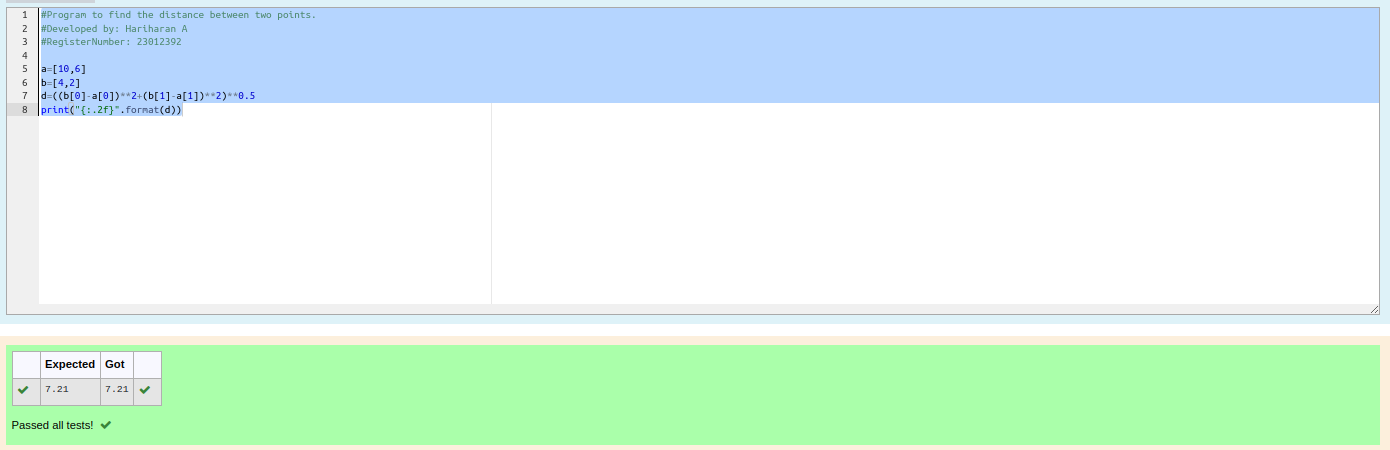 1 #Program to find the distance between two points.
2 #Developed by: Hariharan A
3 #RegisterNumber: 23012392
4
5 a=[10,6]
6 b=[4,2]
7 d=((b[0]-a[0])**2+(b[1]-a[1])**2)**0.5
8 print("{:.2f}".format(d))
Expected Got
7.21 7.21
Passed all tests!